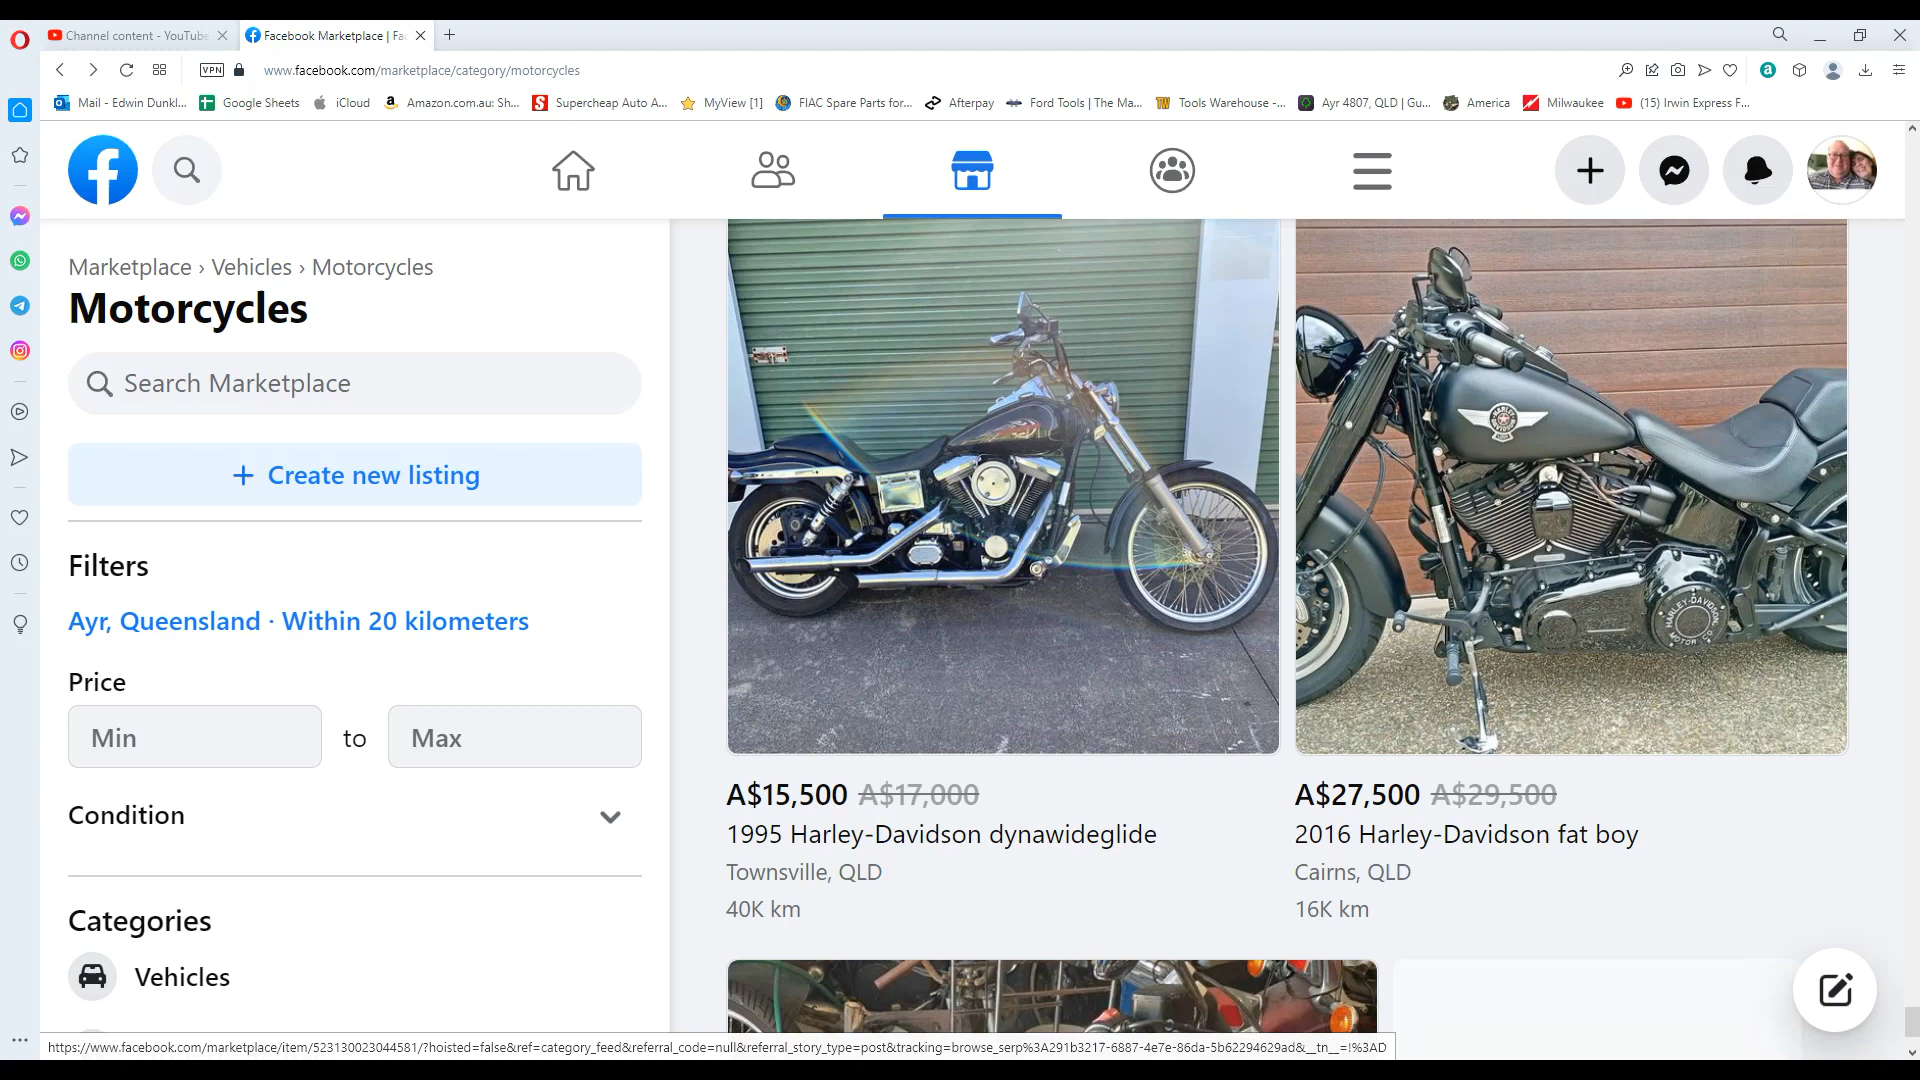 Channel content - YouTube
Facebook Marketplace | Fa
VPN
www.facebook.com/marketplace/category/motorcycles
Mail - Edwin Dunkl...
Google Sheets
iCloud
Amazon.com.au: Sh...
Supercheap Auto A...
MyView [1]
FIAC Spare Parts for...
Afterpay
Ford Tools | The Ma...
Tools Warehouse -...
Ayr 4807, QLD | Gu...
America
Milwaukee
(15) Irwin Express F...
Marketplace › Vehicles › Motorcycles
Motorcycles
Search Marketplace
+ Create new listing
Filters
Ayr, Queensland · Within 20 kilometers
Price
Min to Max
Condition
Categories
Vehicles
A$15,500 A$17,000
1995 Harley-Davidson dynawideglide
Townsville, QLD
40K km
HARLEY-DAVIDSON
MOTOR CO
A$27,500 A$29,500
2016 Harley-Davidson fat boy
Cairns, QLD
16K km
https://www.facebook.com/marketplace/item/523130023044581/?hoisted=false&ref=category_feed&referral_code=null&referral_story_type=post&tracking=browse_serp%3A291b3217-6887-4e7e-86da-5b62294629ad&__tn__=!%3AD